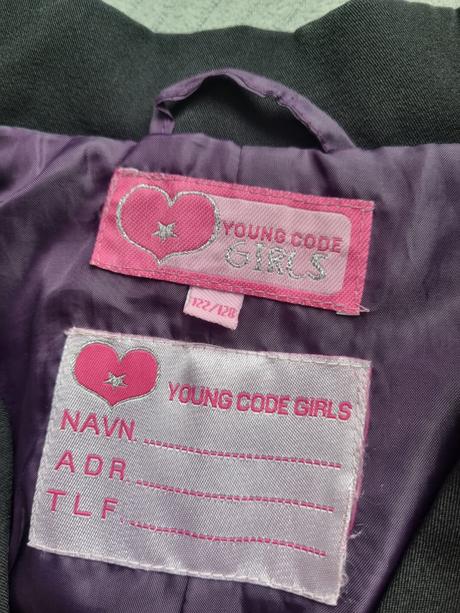 YOUNG CODE
GIRLS
122/128
YOUNG CODE GIRLS
NAVN.
ADR.
TLF.